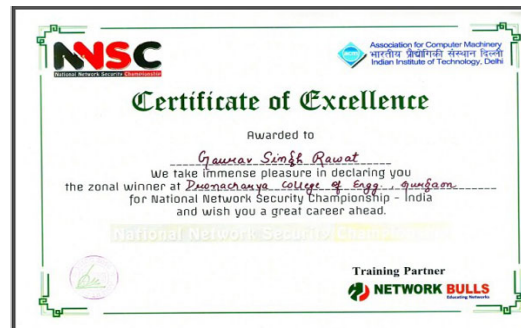 NNSC
National Network Security Championship
acm
Association for Computer Machinery
भारतीय प्रौद्योगिकी संस्थान दिल्ली
Indian Institute of Technology, Delhi
Certificate of Excellence
Awarded to
Gaurav Singh Rawat
We take immense pleasure in declaring you
the zonal winner at Dronacharya College of Engg., Gurgaon
for National Network Security Championship - India
and wish you a great career ahead.
National Network Security Championship
Training Partner
NETWORK BULLS
Educating Networks